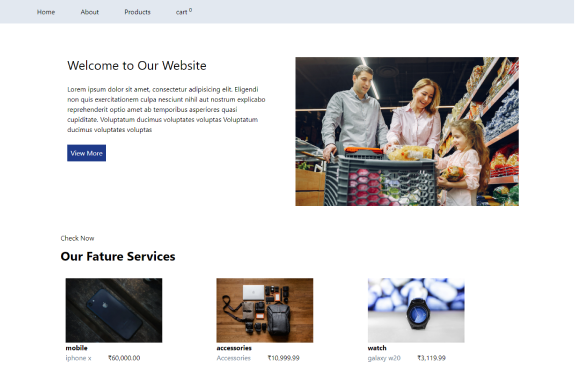 Home About Products cart 0
Welcome to Our Website
Lorem ipsum dolor sit amet, consectetur adipisicing elit. Eligendi
non quis exercitationem culpa nesciunt nihil aut nostrum explicabo
reprehenderit optio amet ab temporibus asperiores quasi
cupiditate. Voluptatum ducimus voluptates voluptas Voluptatum
ducimus voluptates voluptas
View More
Check Now
Our Fature Services
mobile
iphone x ₹60,000.00
accessories
Accessories ₹10,999.99
watch
galaxy w20 ₹3,119.99